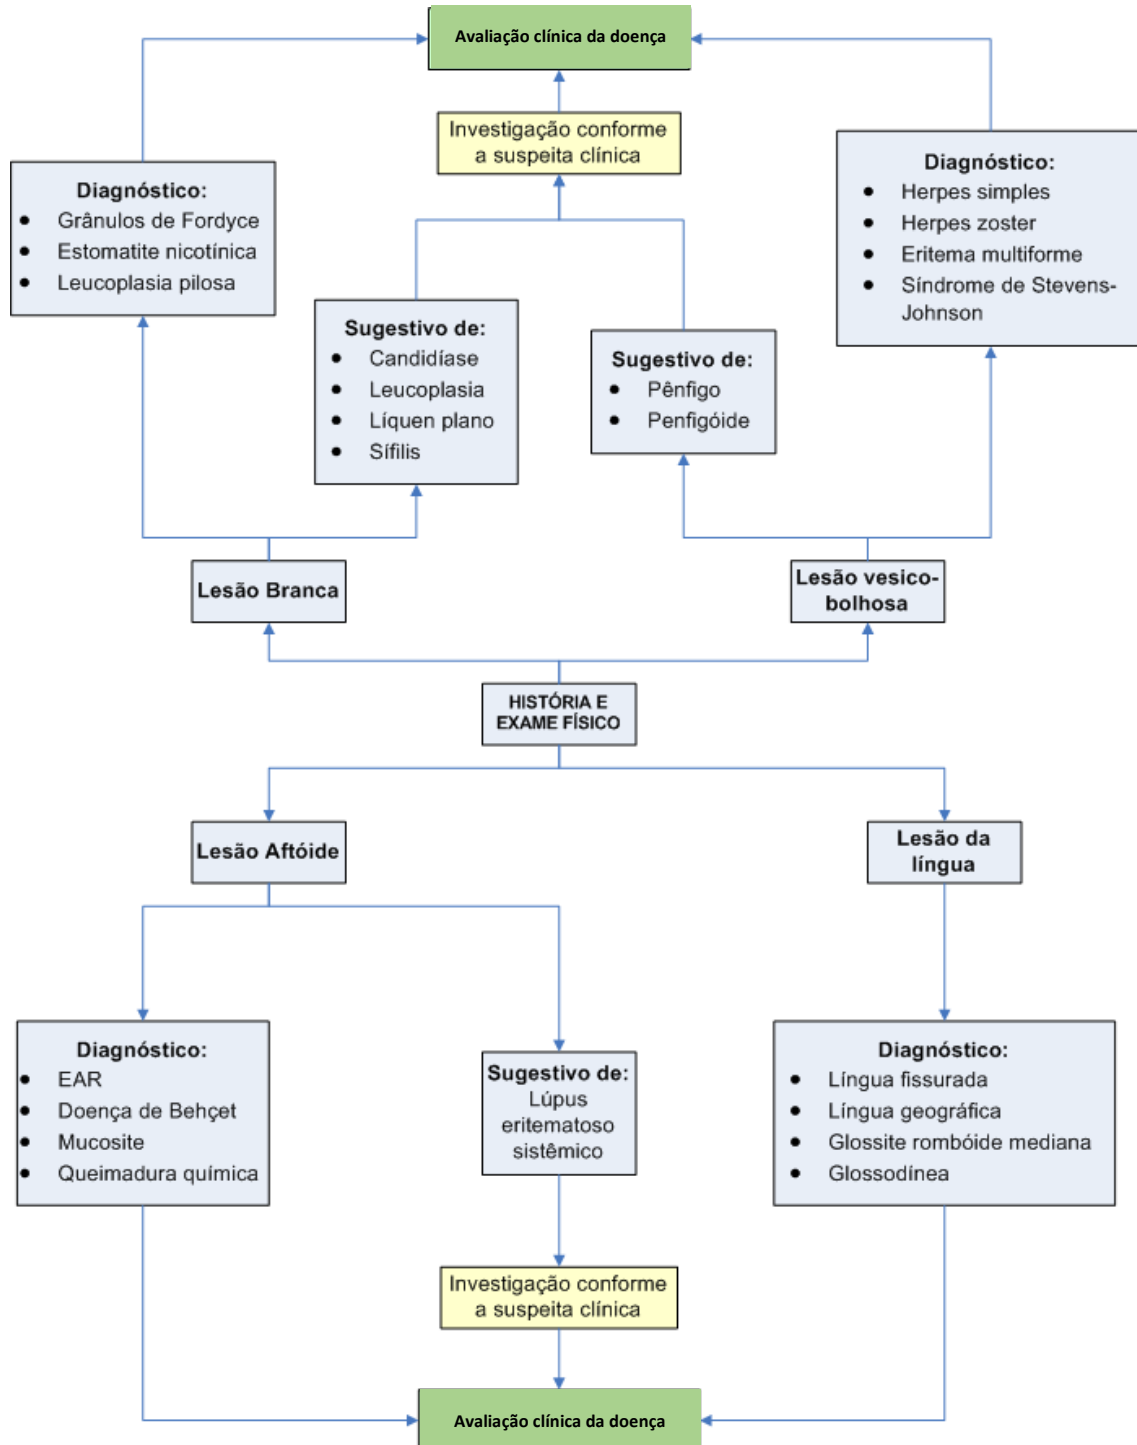 Avaliação clínica da doença
Investigação conforme
a suspeita clínica
Diagnóstico:
Grânulos de Fordyce
Estomatite nicotínica
Leucoplasia pilosa
Diagnóstico:
Herpes simples
Herpes zoster
Eritema multiforme
Síndrome de Stevens-
Johnson
Sugestivo de:
Candidíase
Leucoplasia
Líquen plano
Sífilis
Sugestivo de:
Pênfigo
Penfigóide
Lesão Branca
Lesão vesico-
bolhosa
HISTÓRIA E
EXAME FÍSICO
Lesão Aftóide
Lesão da
língua
Diagnóstico:
EAR
Doença de Behçet
Mucosite
Queimadura química
Sugestivo de:
Lúpus
eritematoso
sistêmico
Diagnóstico:
Língua fissurada
Língua geográfica
Glossite rombóide mediana
Glossodínea
Investigação conforme
a suspeita clínica
Avaliação clínica da doença